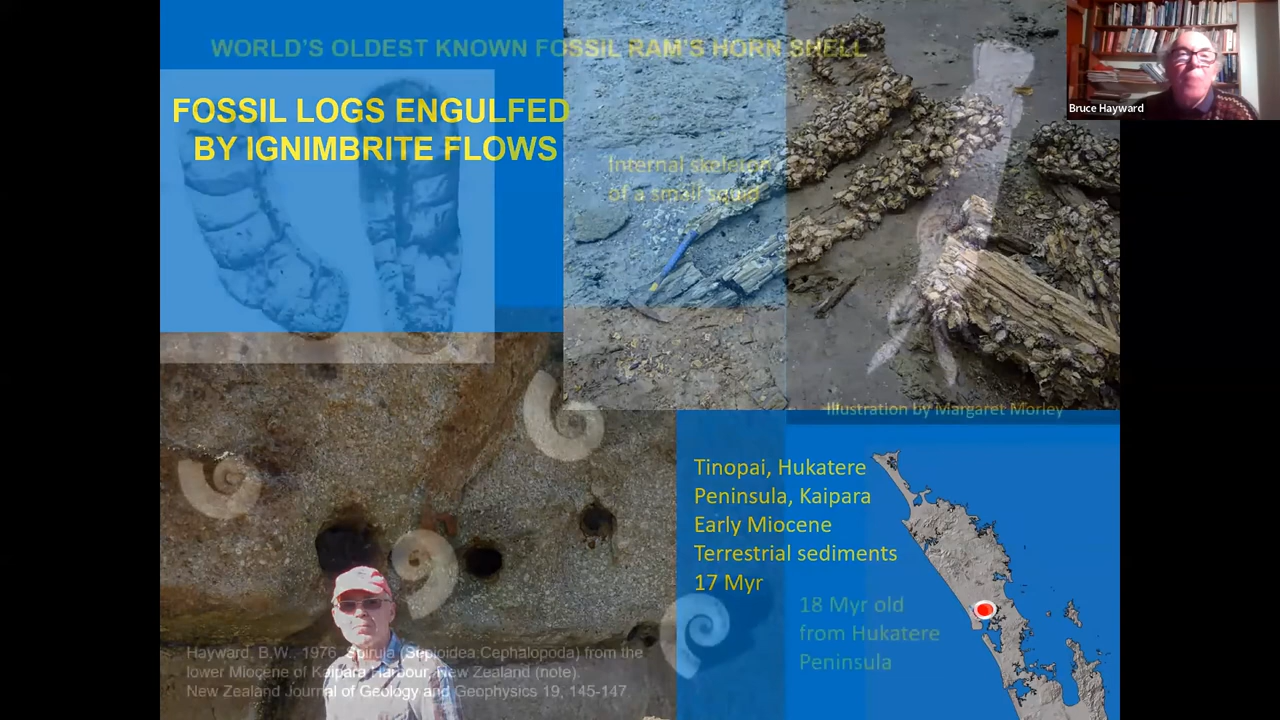 WORLD'S OLDEST KNOWN FOSSIL RAM'S HORN SHELL
FOSSIL LOGS ENGULFED
BY IGNIMBRITE FLOWS
Internal skeleton
of a small squid
Bruce Hayward
Illustration by Margaret Morley
Tinopai, Hukatere
Peninsula, Kaipara
Early Miocene
Terrestrial sediments
17 Myr
18 Myr old
from Hukatere
Peninsula
Hayward, B.W.. 1976. Spirula (Sepioidea:Cephalopoda) from the
lower Miocene of Kaipara Harbour, New Zealand (note).
New Zealand Journal of Geology and Geophysics 19, 145-147.